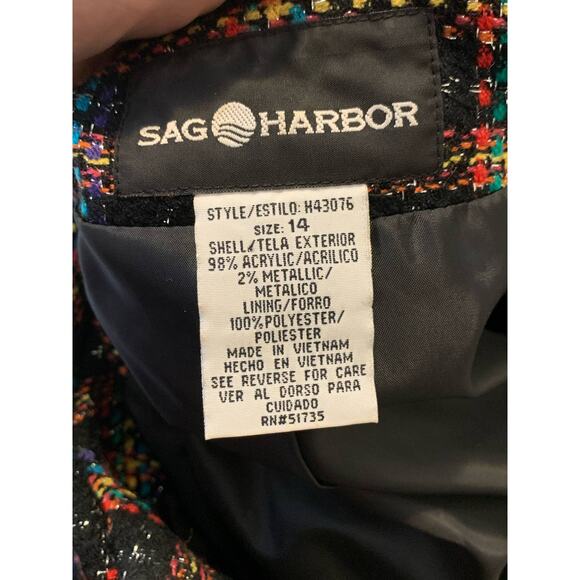 SAG HARBOR
STYLE/ESTILO: H43076
SIZE: 14
SHELL/TELA EXTERIOR
98% ACRYLIC/ACRILICO
2% METALLIC/
METALICO
LINING/FORRO
100%POLYESTER/
POLIESTER
MADE IN VIETNAM
HECHO EN VIETNAM
SEE REVERSE FOR CARE
VER AL DORSO PARA
CUIDADO
RN#51735